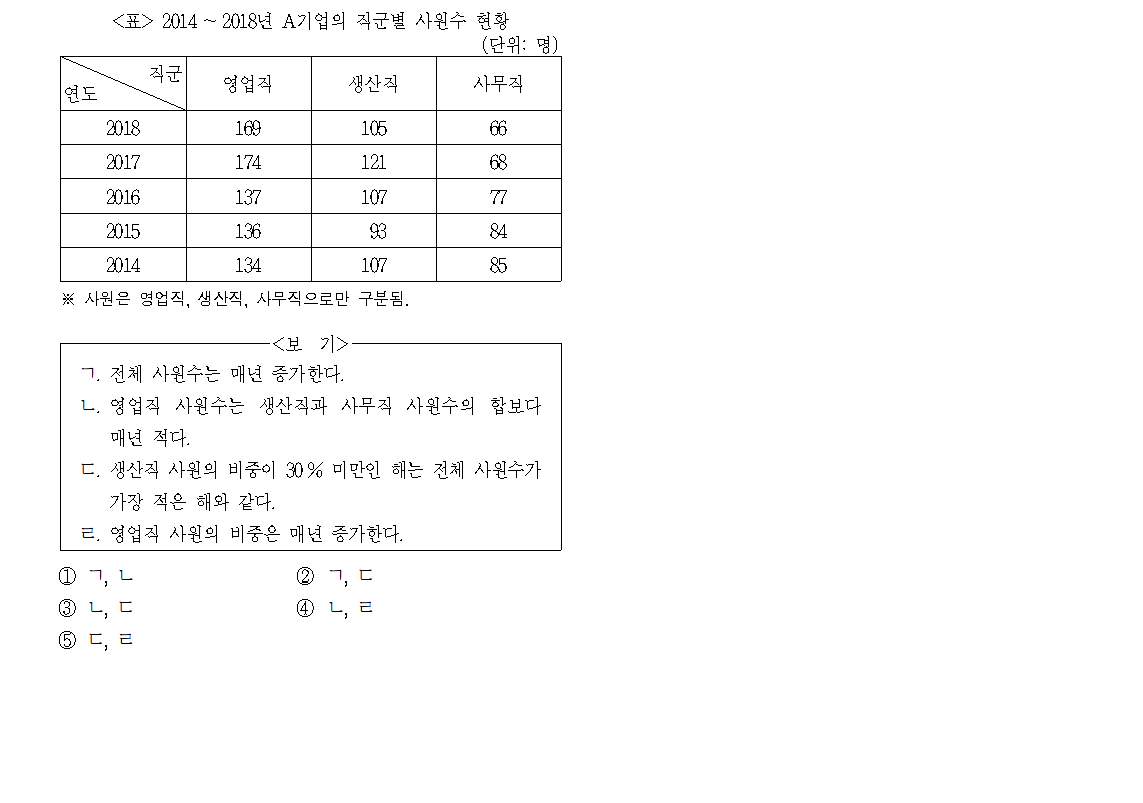 <표> 2014 ~ 2018년 A기업의 직군별 사원수 현황
(단위: 명)
직군
연도 영업직 생산직 사무직
2018 169 105 66
2017 174 121 68
2016 137 107 77
2015 136 93 84
2014 134 107 85
※ 사원은 영업직, 생산직, 사무직으로만 구분됨.
<보 기>
ㄱ. 전체 사원수는 매년 증가한다.
ㄴ. 영업직 사원수는 생산직과 사무직 사원수의 합보다
매년 적다.
ㄷ. 생산직 사원의 비중이 30% 미만인 해는 전체 사원수가
가장 적은 해와 같다.
ㄹ. 영업직 사원의 비중은 매년 증가한다.
① ㄱ, ㄴ ② ㄱ, ㄷ
③ ㄴ, ㄷ ④ ㄴ, ㄹ
⑤ ㄷ, ㄹ